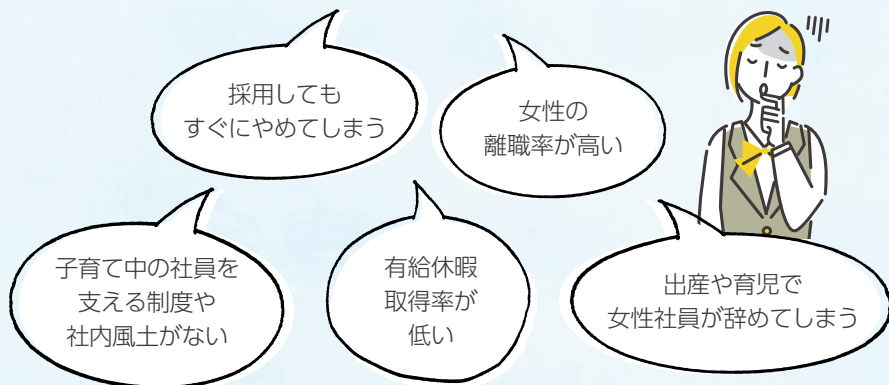 採用しても
すぐにやめてしまう
女性の
離職率が高い
子育て中の社員を
支える制度や
社内風土がない
有給休暇
取得率が
低い
出産や育児で
女性社員が辞めてしまう